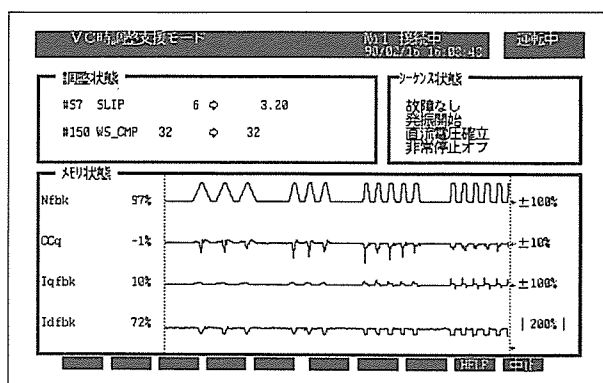 VC時調整支援モード
№1 接続中
運転中
90/02/16 16:08:43
調整状態
#57 SLIP 6 ⇨ 3.20
#150 WS_CMP 32 ⇨ 32
シーケンス状態
故障なし
発振開始
直流電圧確立
非常停止オフ
メモリ状態
Nfbk 97% ±100%
CCq -1% ±10%
Iqfbk 10% ±100%
Idfbk 72% |200%|
HELP 中止